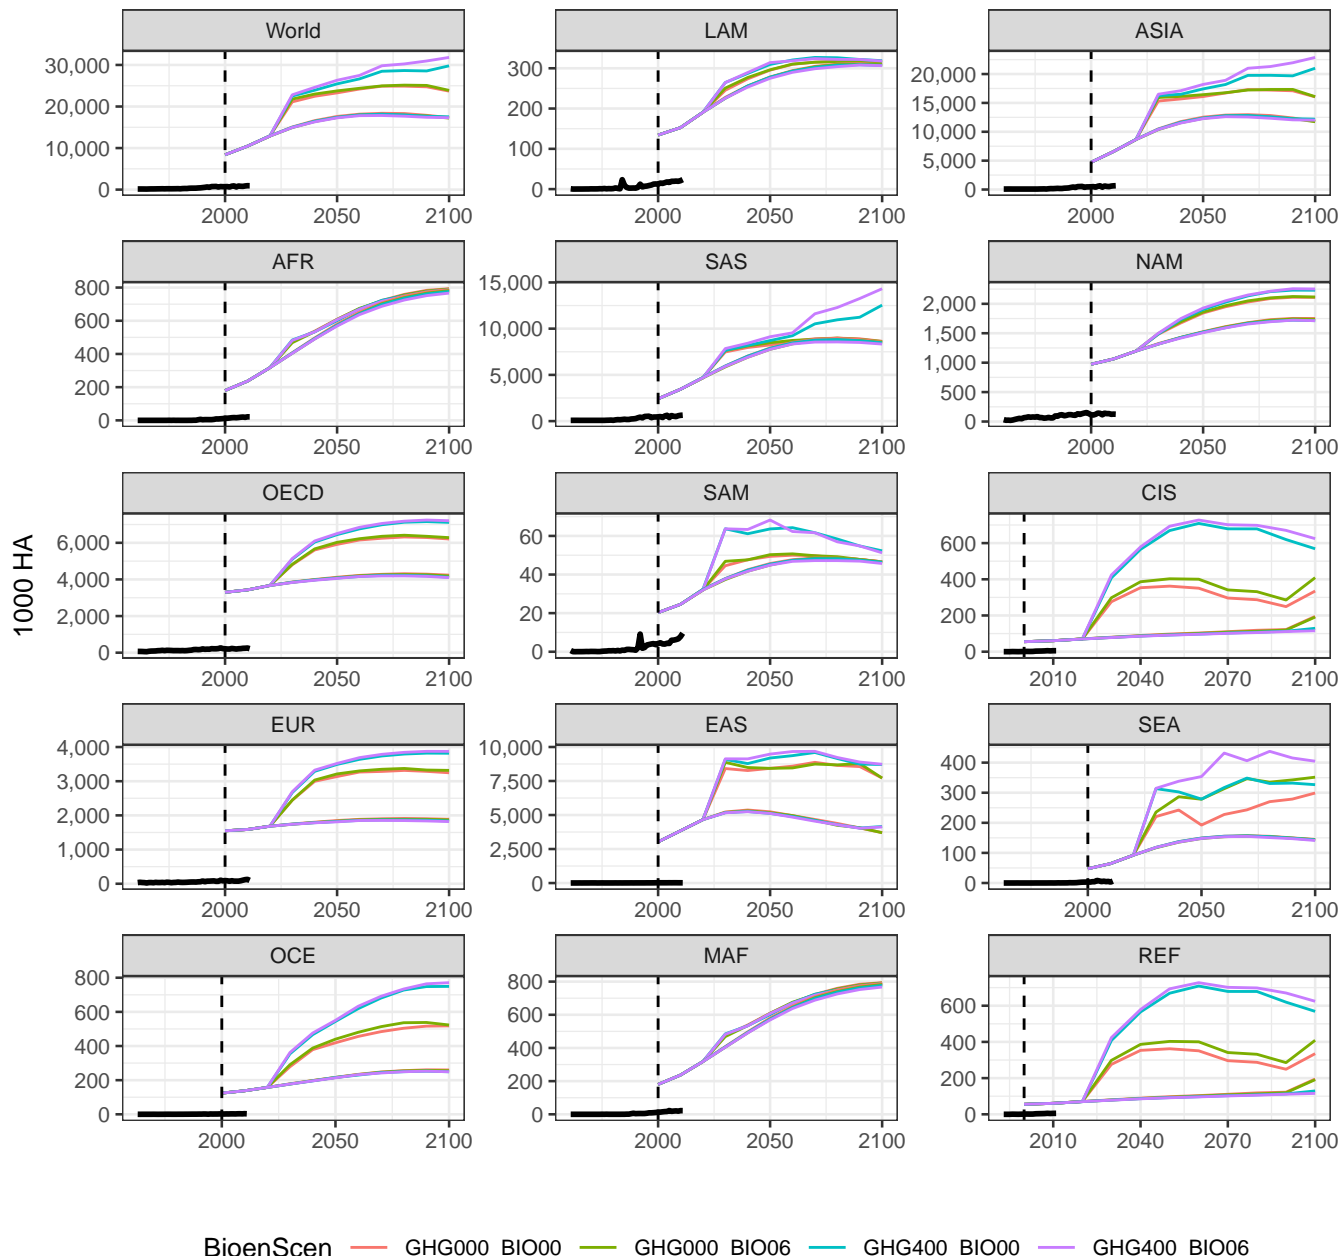 World LAM ASIA
30,000 20,000 10,000 0
300 200 100 0
20,000 15,000 10,000 5,000 0
2000 2050 2100 2000 2050 2100 2000 2050 2100
AFR SAS NAM
800 600 400 200 0
15,000 10,000 5,000 0
2,000 1,500 1,000 500 0
2000 2050 2100 2000 2050 2100 2000 2050 2100
OECD SAM CIS
6,000 4,000 2,000 0
60 40 20 0
600 400 200 0
2000 2050 2100 2000 2050 2100 2010 2040 2070 2100
1000 HA
EUR EAS SEA
4,000 3,000 2,000 1,000 0
10,000 7,500 5,000 2,500 0
400 300 200 100 0
2000 2050 2100 2000 2050 2100 2000 2050 2100
OCE MAF REF
800 600 400 200 0
800 600 400 200 0
600 400 200 0
2000 2050 2100 2000 2050 2100 2010 2040 2070 2100
BioenScen GHG000 BIO00 GHG000 BIO06 GHG400 BIO00 GHG400 BIO06